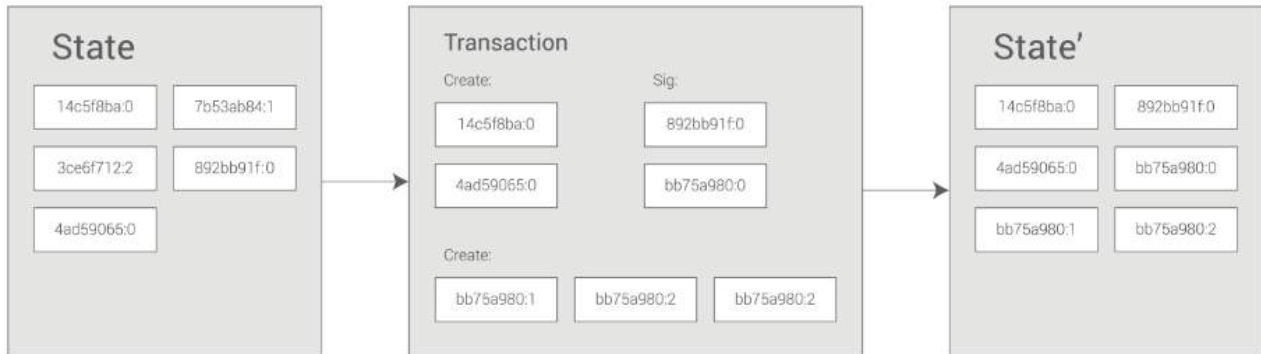 State
14c5f8ba:0 7b53ab84:1
3ce6f712:2 892bb91f:0
4ad59065:0
Transaction
Create: Sig:
14c5f8ba:0 892bb91f:0
4ad59065:0 bb75a980:0
Create:
bb75a980:1 bb75a980:2 bb75a980:2
State’
14c5f8ba:0 892bb91f:0
4ad59065:0 bb75a980:0
bb75a980:1 bb75a980:2